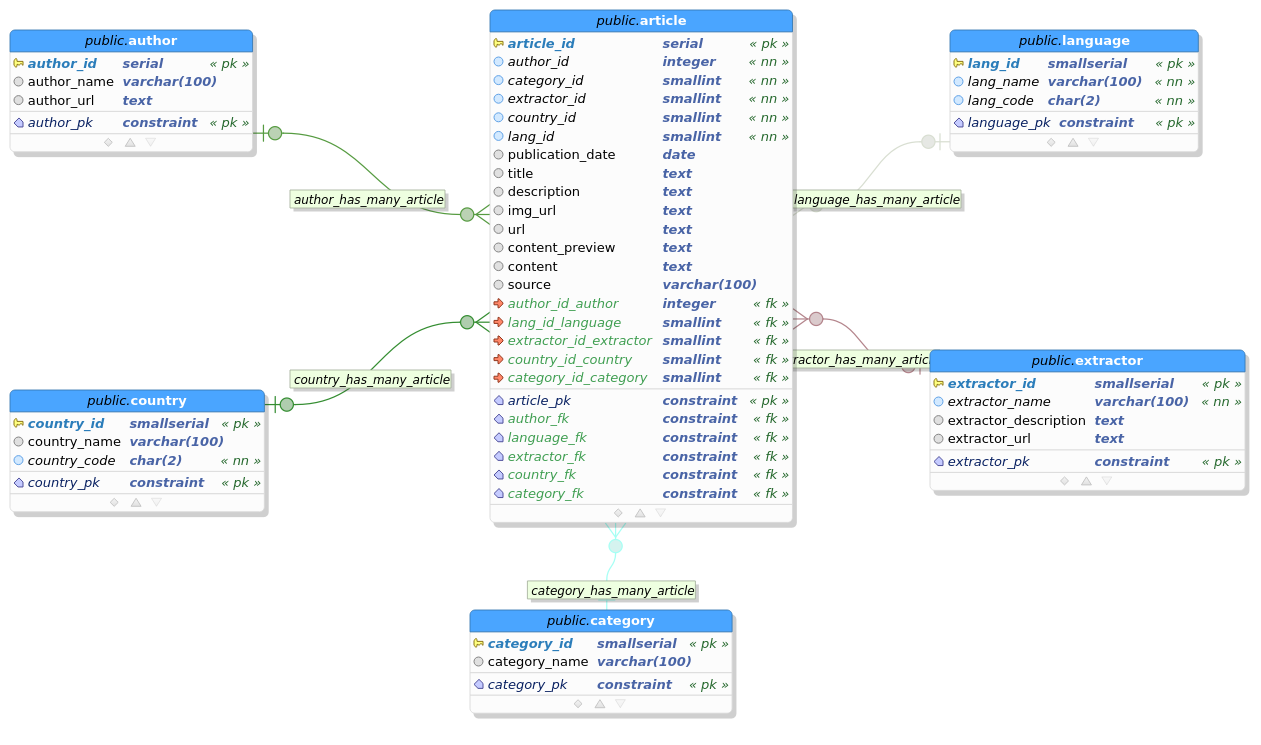 public.author
author_id serial « pk »
author_name varchar(100)
author_url text
author_pk constraint « pk »
public.article
article_id serial « pk »
author_id integer « nn »
category_id smallint « nn »
extractor_id smallint « nn »
country_id smallint « nn »
lang_id smallint « nn »
publication_date date
title text
description text
img_url text
url text
content_preview text
content text
source varchar(100)
author_id_author integer « fk »
lang_id_language smallint « fk »
extractor_id_extractor smallint « fk »
country_id_country smallint « fk »
category_id_category smallint « fk »
article_pk constraint « pk »
author_fk constraint « fk »
language_fk constraint « fk »
extractor_fk constraint « fk »
country_fk constraint « fk »
category_fk constraint « fk »
public.language
lang_id smallserial « pk »
lang_name varchar(100) « nn »
lang_code char(2) « nn »
language_pk constraint « pk »
author_has_many_article
language_has_many_article
country_has_many_article
ractor_has_many_artic
public.country
country_id smallserial « pk »
country_name varchar(100)
country_code char(2) « nn »
country_pk constraint « pk »
public.extractor
extractor_id smallserial « pk »
extractor_name varchar(100) « nn »
extractor_description text
extractor_url text
extractor_pk constraint « pk »
category_has_many_article
public.category
category_id smallserial « pk »
category_name varchar(100)
category_pk constraint « pk »